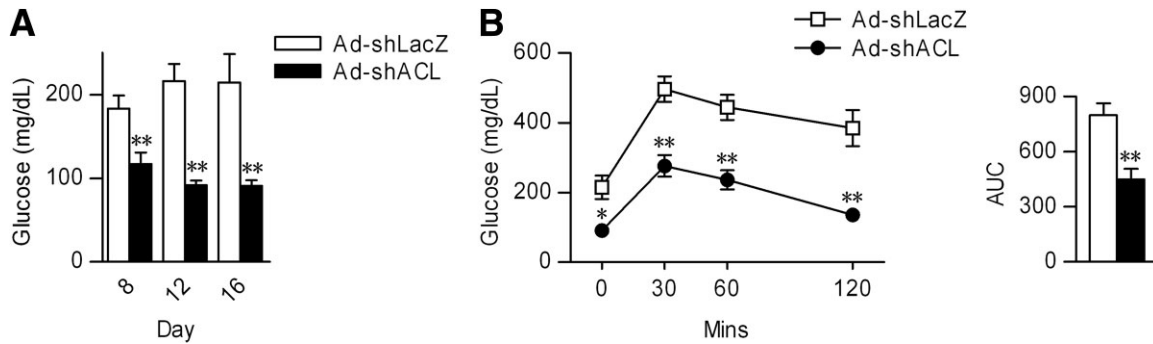 A
Ad-shLacZ
Ad-shACL
Glucose (mg/dL)
200
100
0
**
**
**
8
12
16
Day
B
Ad-shLacZ
Ad-shACL
Glucose (mg/dL)
600
400
200
0
*
**
**
**
0
30
60
120
Mins
AUC
900
600
300
0
**